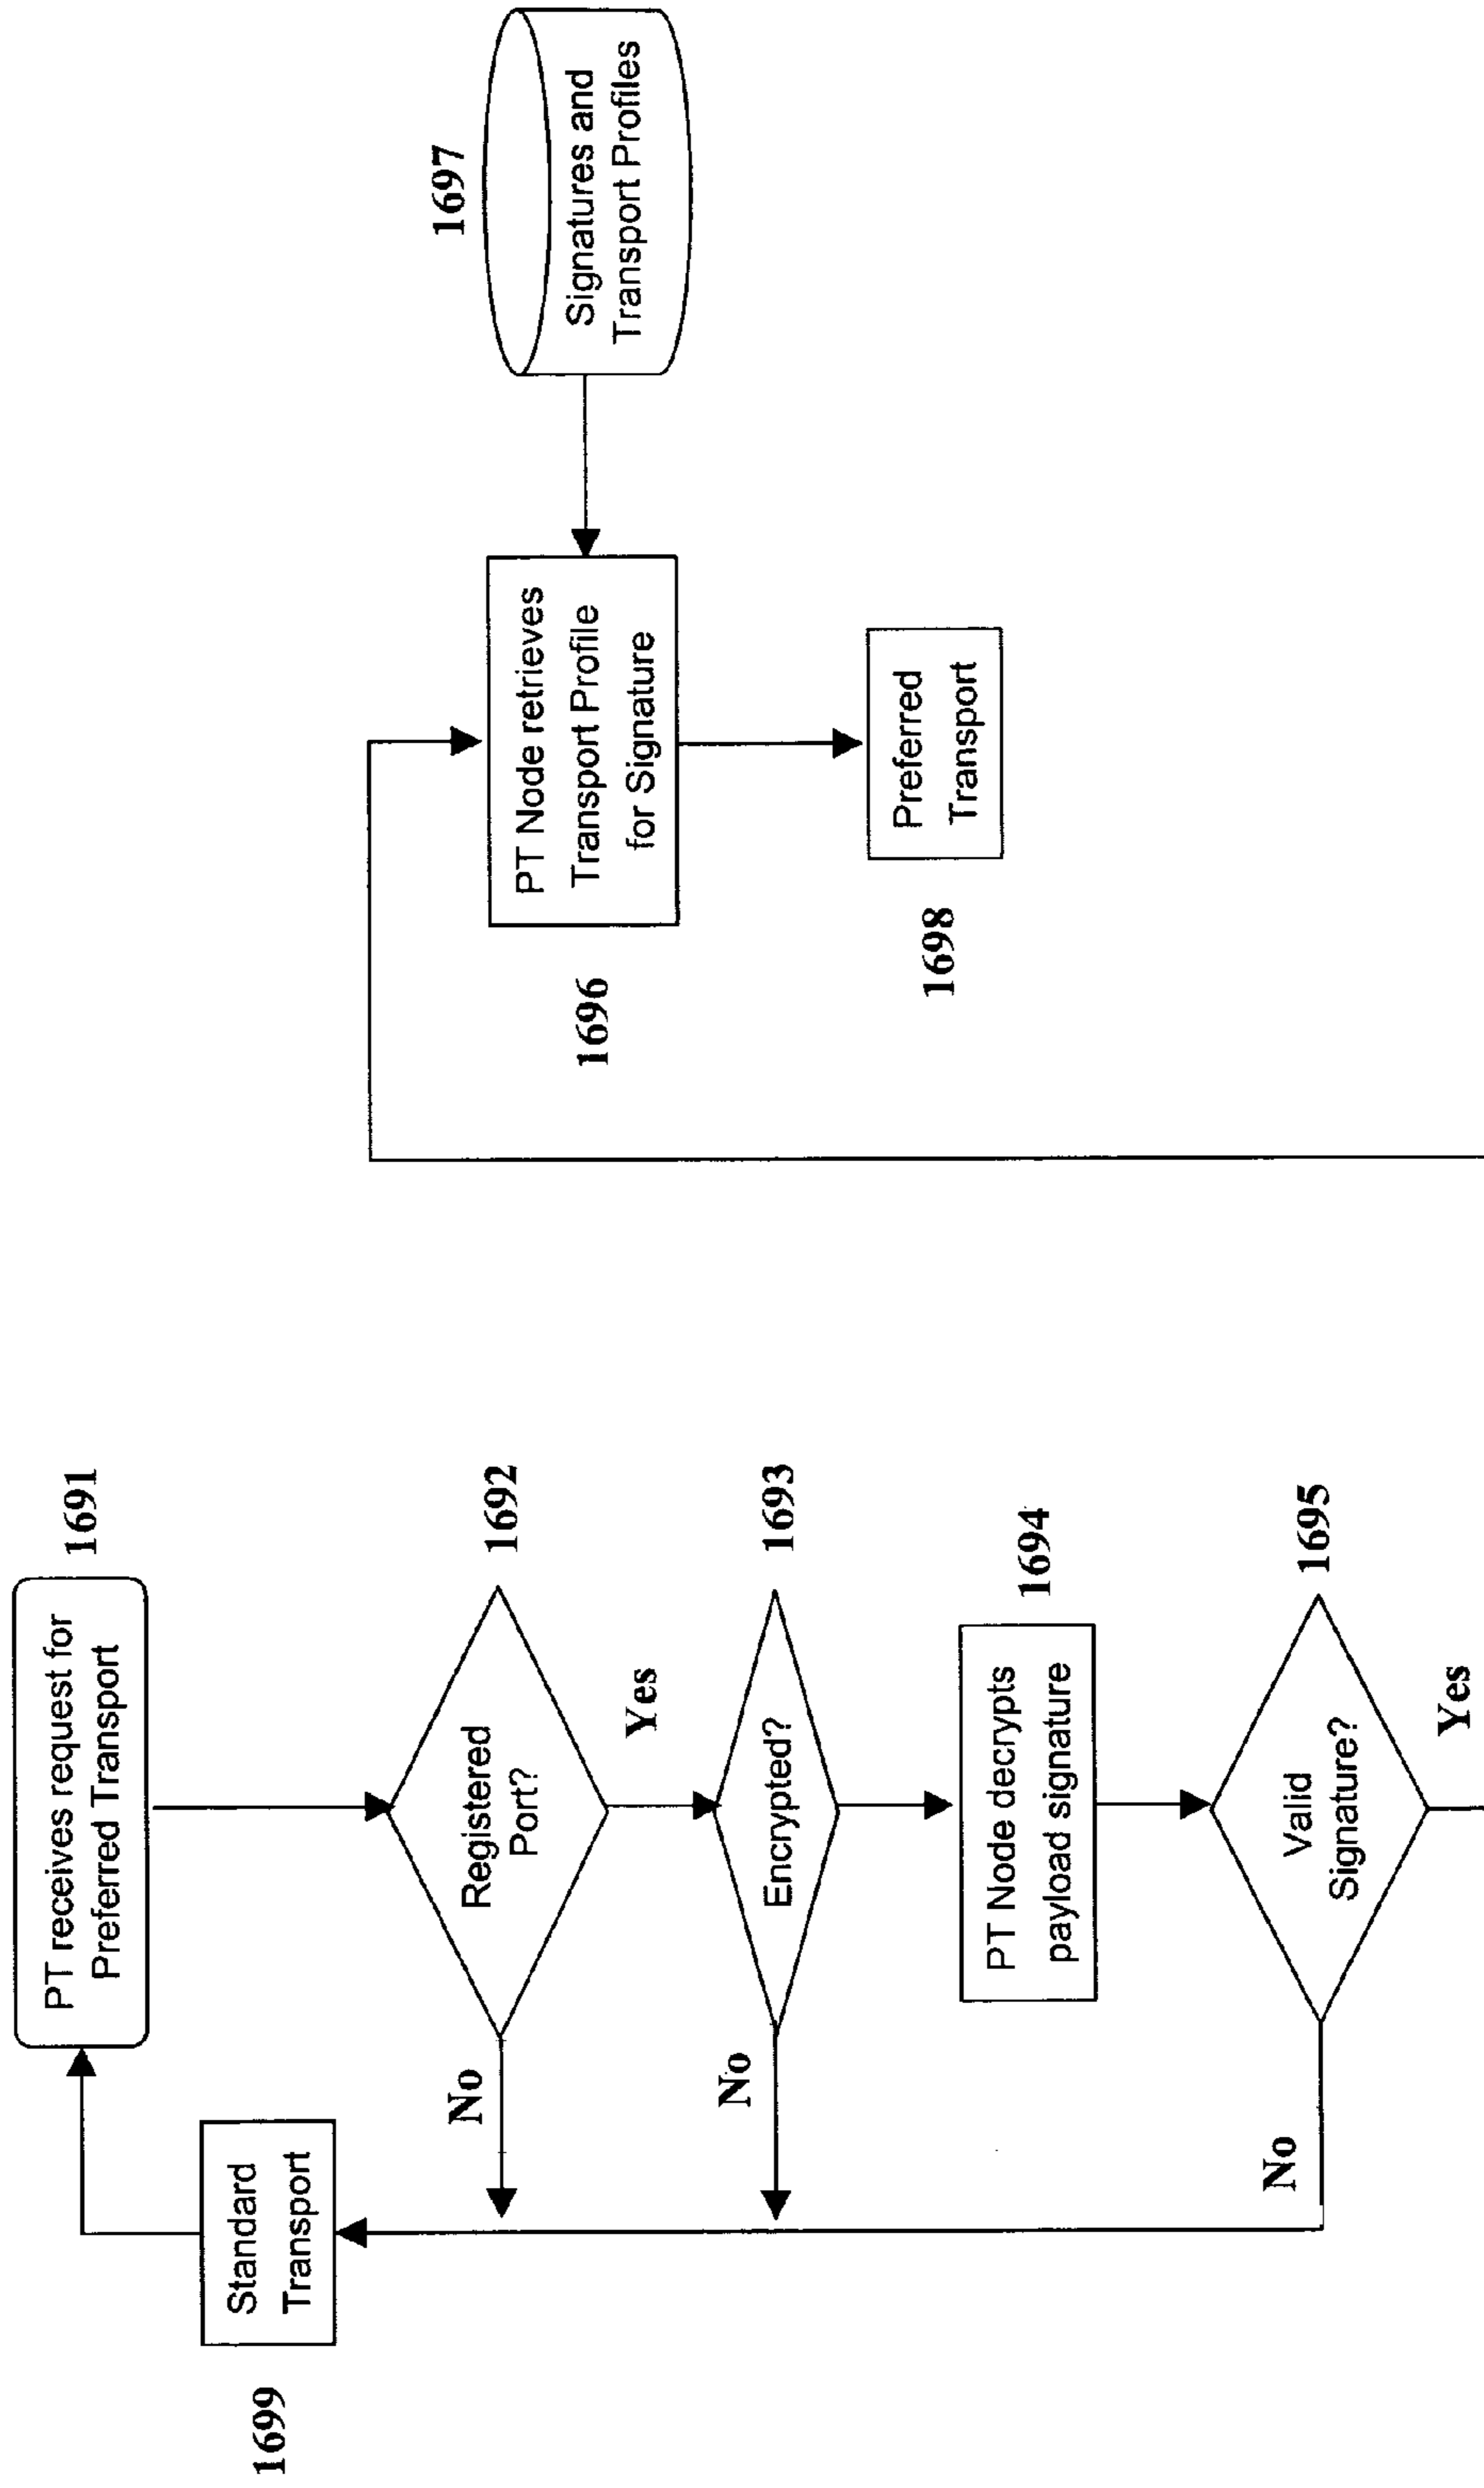 1691
PT receives request for
Preferred Transport
1699
Standard
Transport
No
Registered
Port?
1692
Yes
No
Encrypted?
1693
PT Node decrypts
payload signature
1694
No
Valid
Signature?
1695
Yes
1696
PT Node retrieves
Transport Profile
for Signature
1697
Signatures and
Transport Profiles
1698
Preferred
Transport